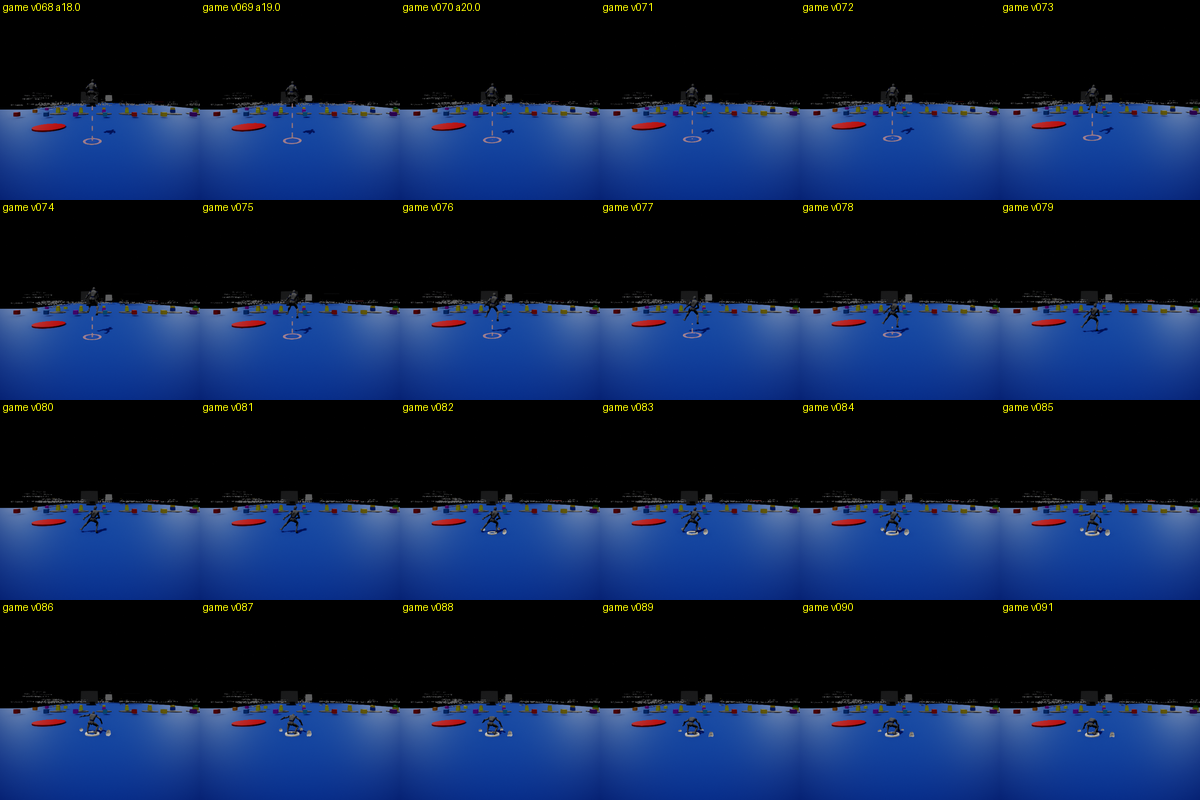 game v068 a18.0
game v069 a19.0
game v070 a20.0
game v071
game v072
game v073
game v074
game v075
game v076
game v077
game v078
game v079
game v080
game v081
game v082
game v083
game v084
game v085
game v086
game v087
game v088
game v089
game v090
game v091